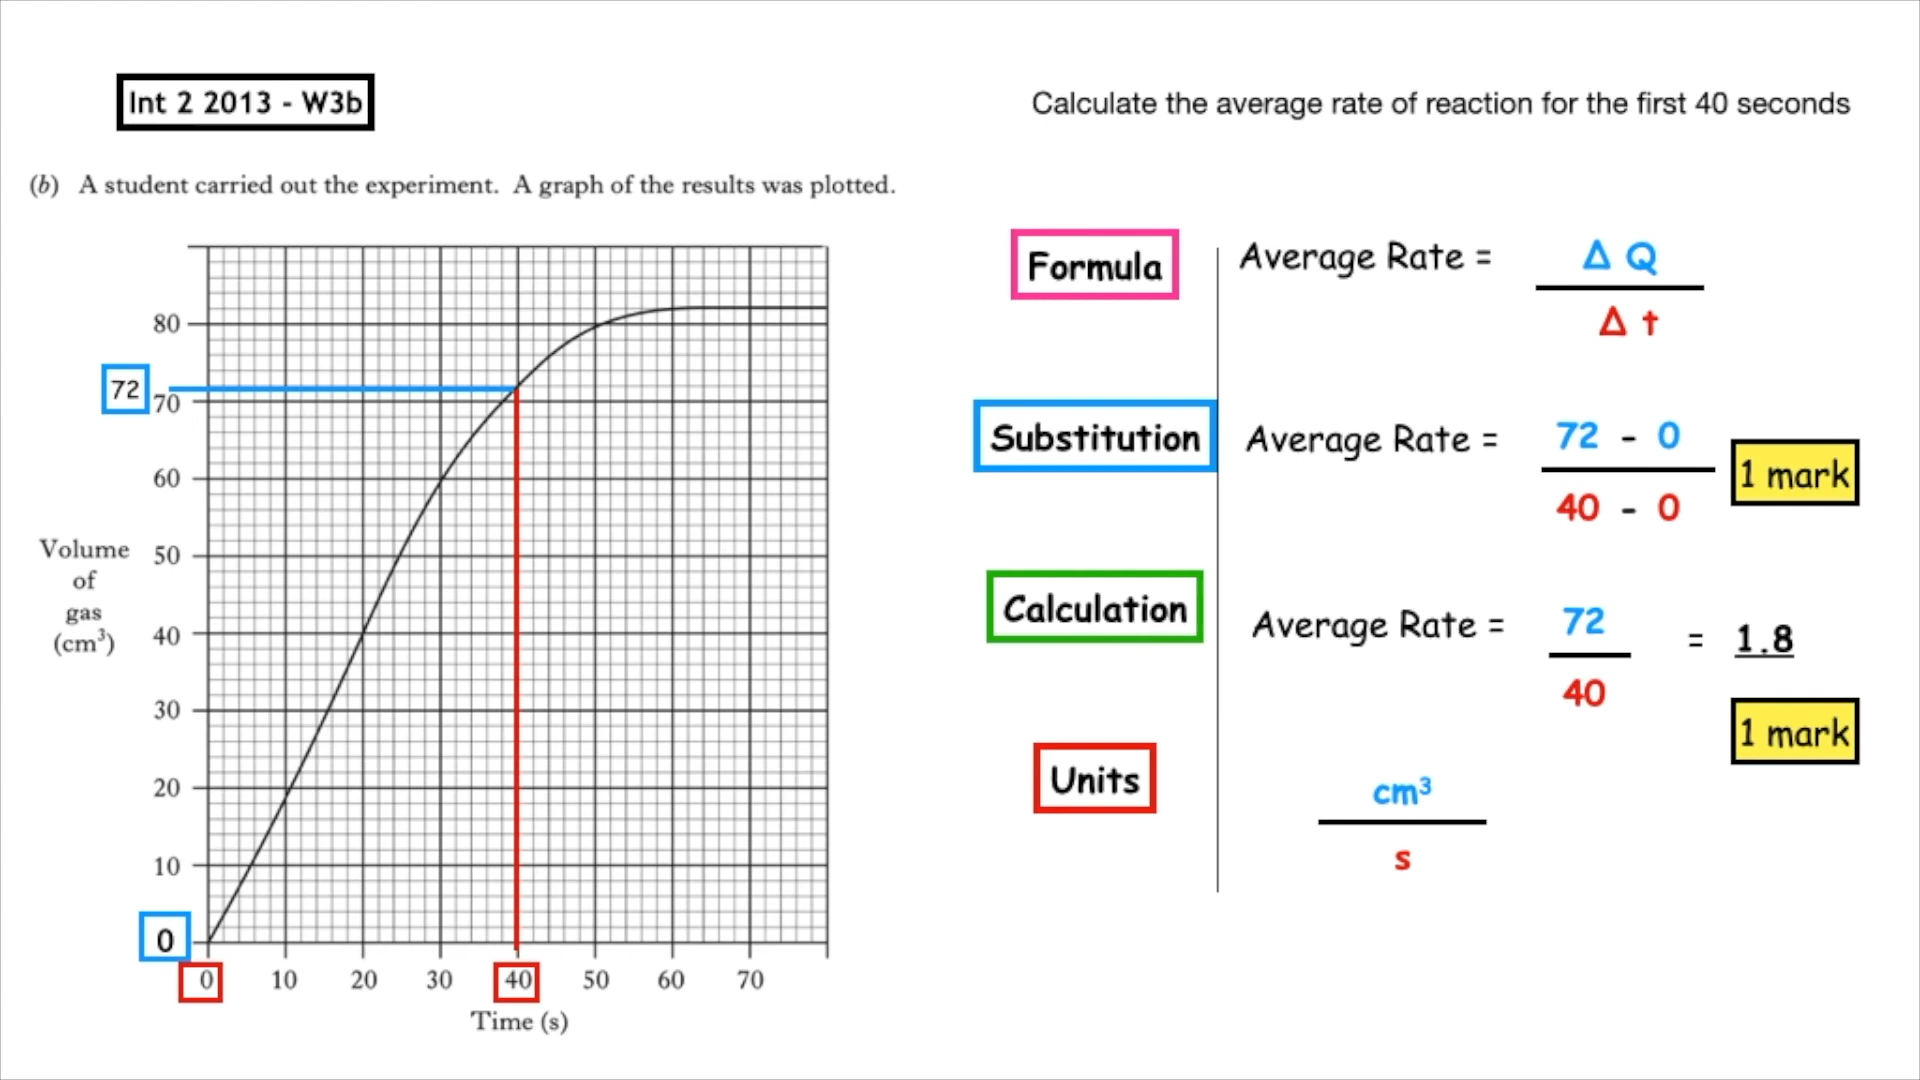 Int 2 2013 - W3b
Calculate the average rate of reaction for the first 40 seconds
(b) A student carried out the experiment. A graph of the results was plotted.
80
72
70
60
50
40
30
20
10
0
Volume
of
gas
(cm³)
0 10 20 30 40 50 60 70
Time (s)
Formula
Average Rate =
Δ Q
Δ t
Substitution
Average Rate =
72 - 0
40 - 0
1 mark
Calculation
Average Rate =
72
40
= 1.8
1 mark
Units
cm³
s